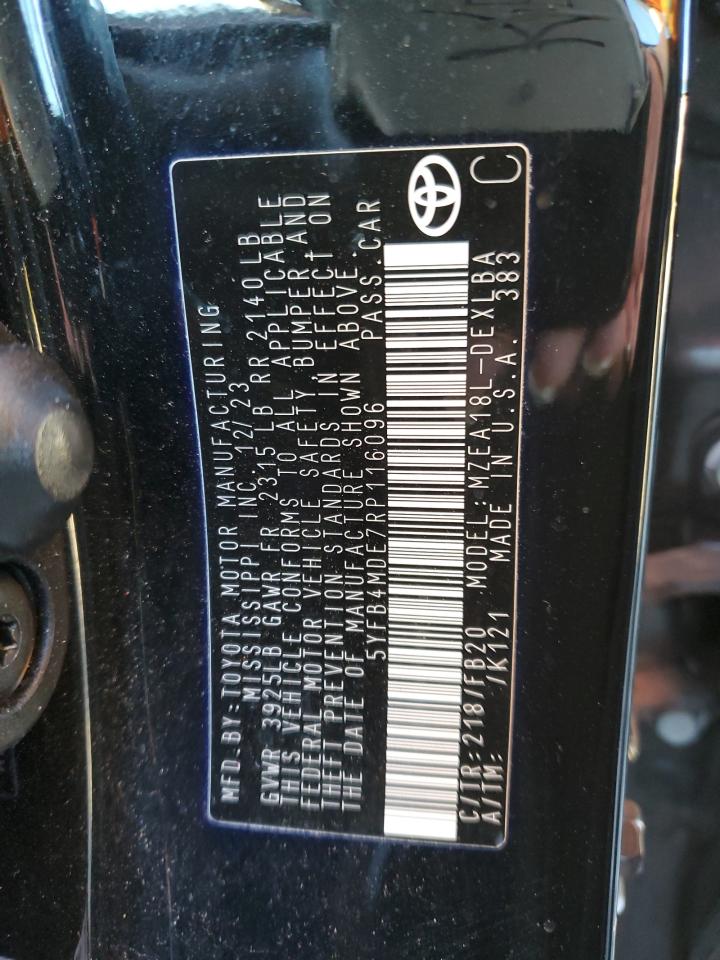 MFD.BY:TOYOTA MOTOR MANUFACTURING
MISSISSIPPI INC. 12/23
GVWR 3925LB GAWR FR 2315 LB RR 2140LB
THIS VEHICLE CONFORMS TO ALL APPLICABLE
FEDERAL MOTOR VEHICLE SAFETY, BUMPER, AND
THEFT PREVENTION STANDARDS IN EFFECT ON
THE DATE OF MANUFACTURE SHOWN ABOVE.
5YFB4MDE7RP116096 PASS.CAR
C/TR:218/FB20 MODEL:MZEA18L-DEXLBA
A/TM: /K121 MADE IN U.S.A. 383 C